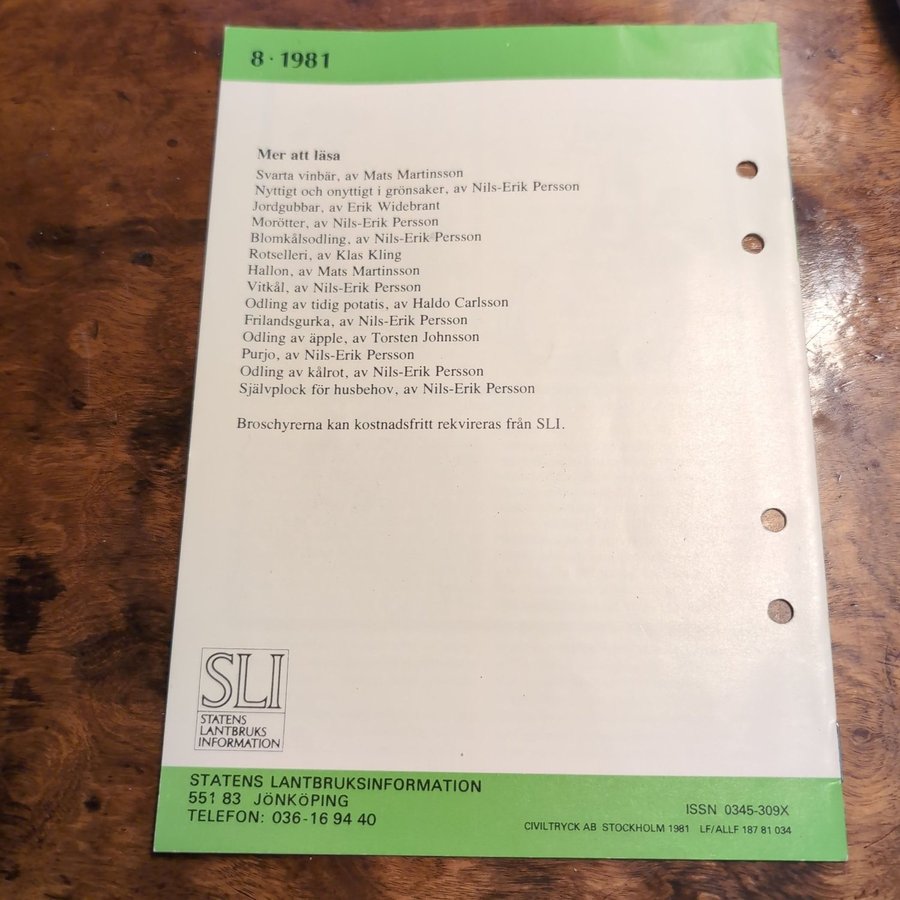 8 · 1981
Mer att läsa
Svarta vinbär, av Mats Martinsson
Nyttigt och onyttigt i grönsaker, av Nils-Erik Persson
Jordgubbar, av Erik Widebrant
Morötter, av Nils-Erik Persson
Blomkålsodling, av Nils-Erik Persson
Rotselleri, av Klas Kling
Hallon, av Mats Martinsson
Vitkål, av Nils-Erik Persson
Odling av tidig potatis, av Haldo Carlsson
Frilandsgurka, av Nils-Erik Persson
Odling av äpple, av Torsten Johnsson
Purjo, av Nils-Erik Persson
Odling av kålrot, av Nils-Erik Persson
Självplock för husbehov, av Nils-Erik Persson
Broschyrerna kan kostnadsfritt rekvireras från SLI.
SLI
STATENS
LANTBRUKS
INFORMATION
STATENS LANTBRUKSINFORMATION
551 83 JÖNKÖPING
TELEFON: 036-16 94 40
ISSN 0345-309X
CIVILTRYCK AB STOCKHOLM 1981 LF/ALLF 187 81 034